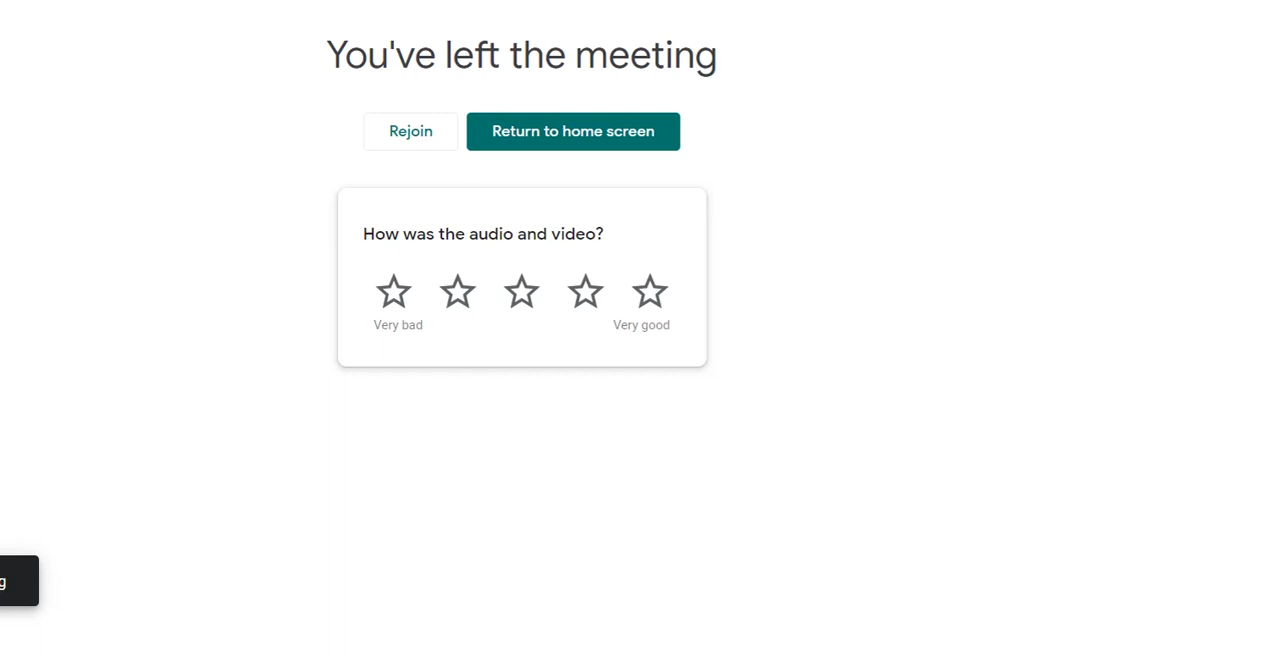 You've left the meeting
Rejoin
Return to home screen
How was the audio and video?
Very bad
Very good
g